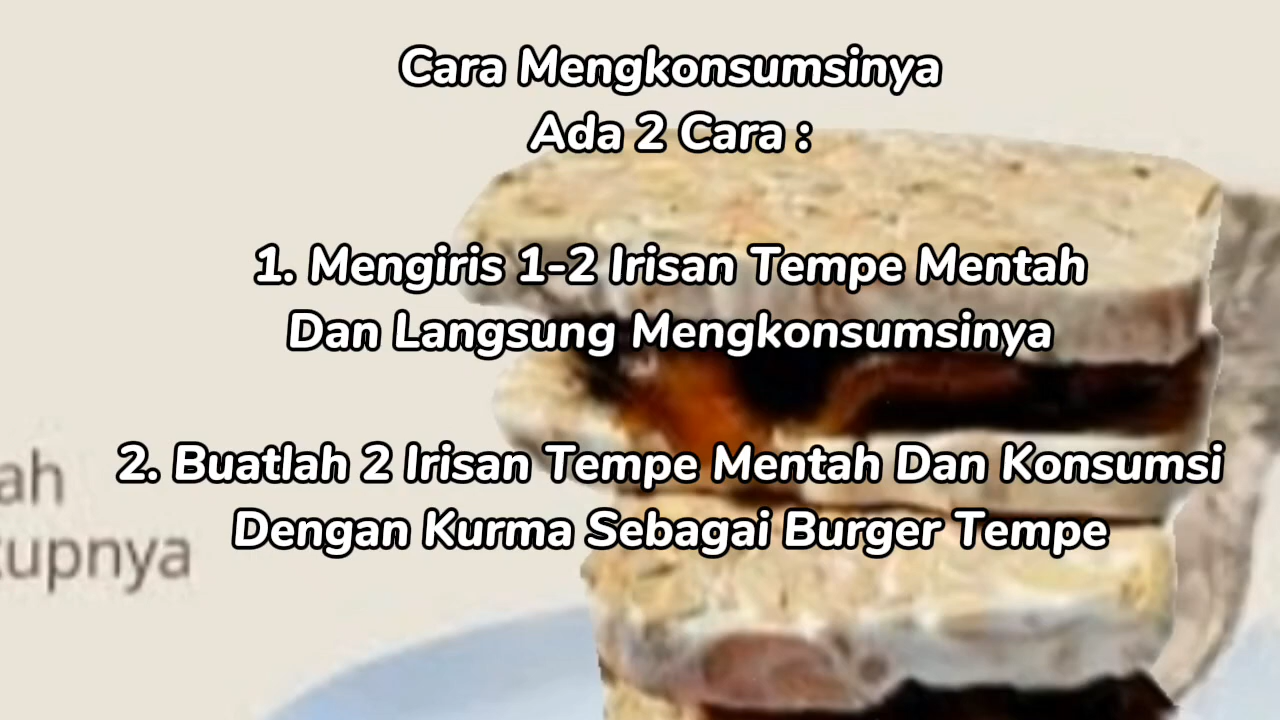 Cara Mengkonsumsinya
Ada 2 Cara :
1. Mengiris 1-2 Irisan Tempe Mentah
Dan Langsung Mengkonsumsinya
2. Buatlah 2 Irisan Tempe Mentah Dan Konsumsi
Dengan Kurma Sebagai Burger Tempe